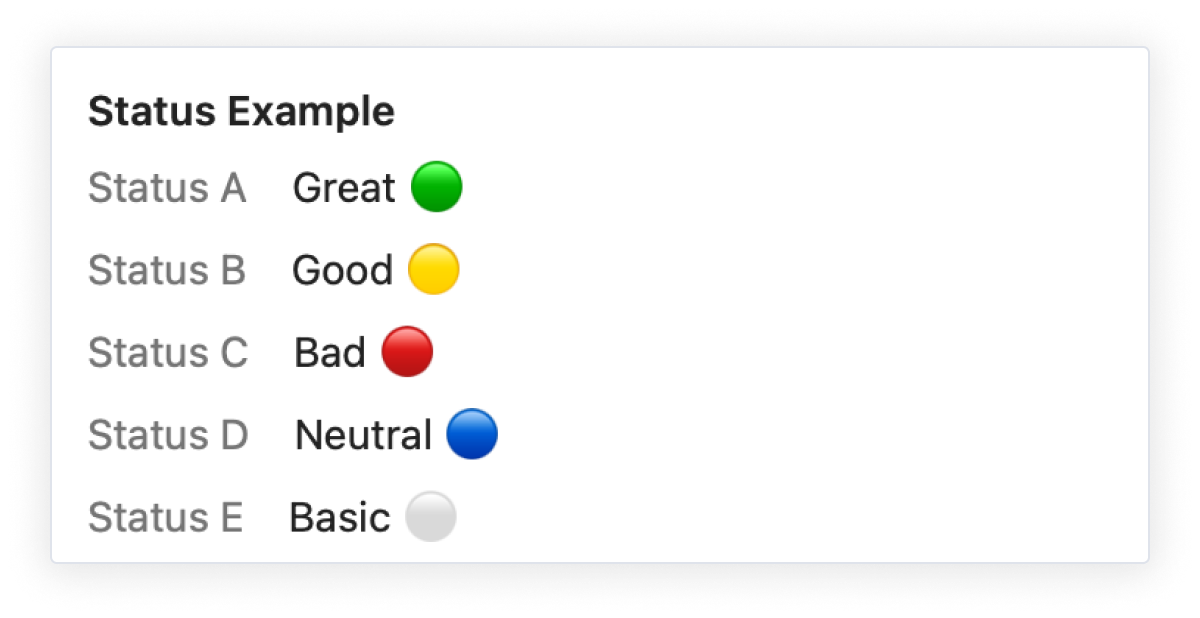 Status Example
Status A Great 🟢
Status B Good 🟡
Status C Bad 🔴
Status D Neutral 🔵
Status E Basic ⚪